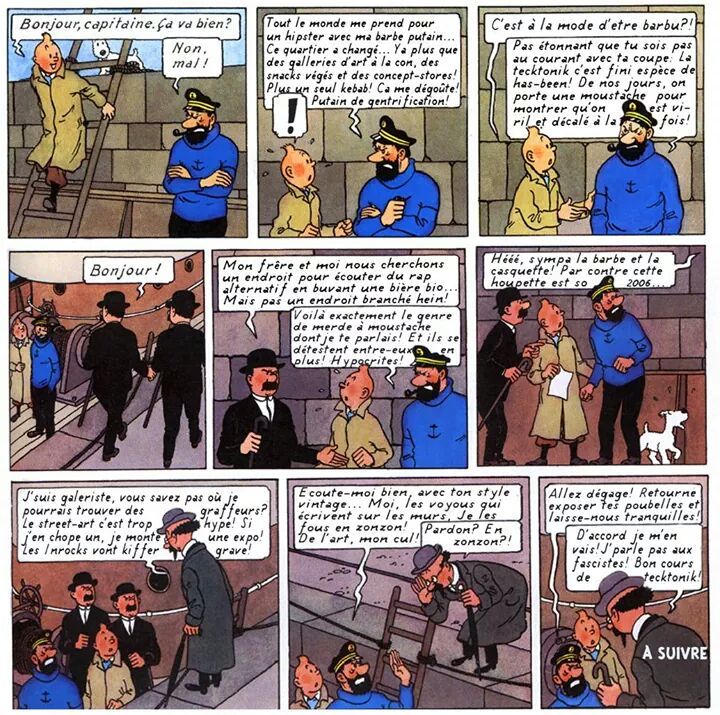 Bonjour, capitaine. Ça va bien?
Non,
mal!
Tout le monde me prend pour
un hipster avec ma barbe putain...
Ce quartier a changé... Ya plus que
des galleries d'art à la con, des
snacks végés et des concept-stores!
Plus un seul kebab! Ca me dégoûte!
Putain de gentrification!
!
C'est à la mode d'etre barbu?!
Pas étonnant que tu sois pas
au courant avec ta coupe. La
tecktonik c'est fini espèce de
has-been! De nos jours, on
porte une moustache pour
montrer qu'on est vi-
ril et décalé à la fois!
Bonjour!
Mon frère et moi nous cherchons
un endroit pour écouter du rap
alternatif en buvant une bière bio...
Mais pas un endroit branché hein!
Voilà exactement le genre
de merde à moustache
dont je te parlais! Et ils se
détestent entre-eux en
plus! Hypocrites!
Hééé, sympa la barbe et la
casquette! Par contre cette
houpette est so 2006...
J'suis galeriste, vous savez pas où je
pourrais trouver des graffeurs?
Le street-art c'est trop hype! Si
j'en chope un, je monte une expo!
Les Inrocks vont kiffer grave!
Ecoute-moi bien, avec ton style
vintage... Moi, les voyous qui
écrivent sur les murs, Je les
fous en zonzon!
De l'art, mon cul!
Pardon? En
zonzon?!
Allez dégage! Retourne
exposer tes poubelles et
laisse-nous tranquilles!
D'accord je m'en
vais! J'parle pas aux
fascistes! Bon cours
de tecktonik!
A SUIVRE